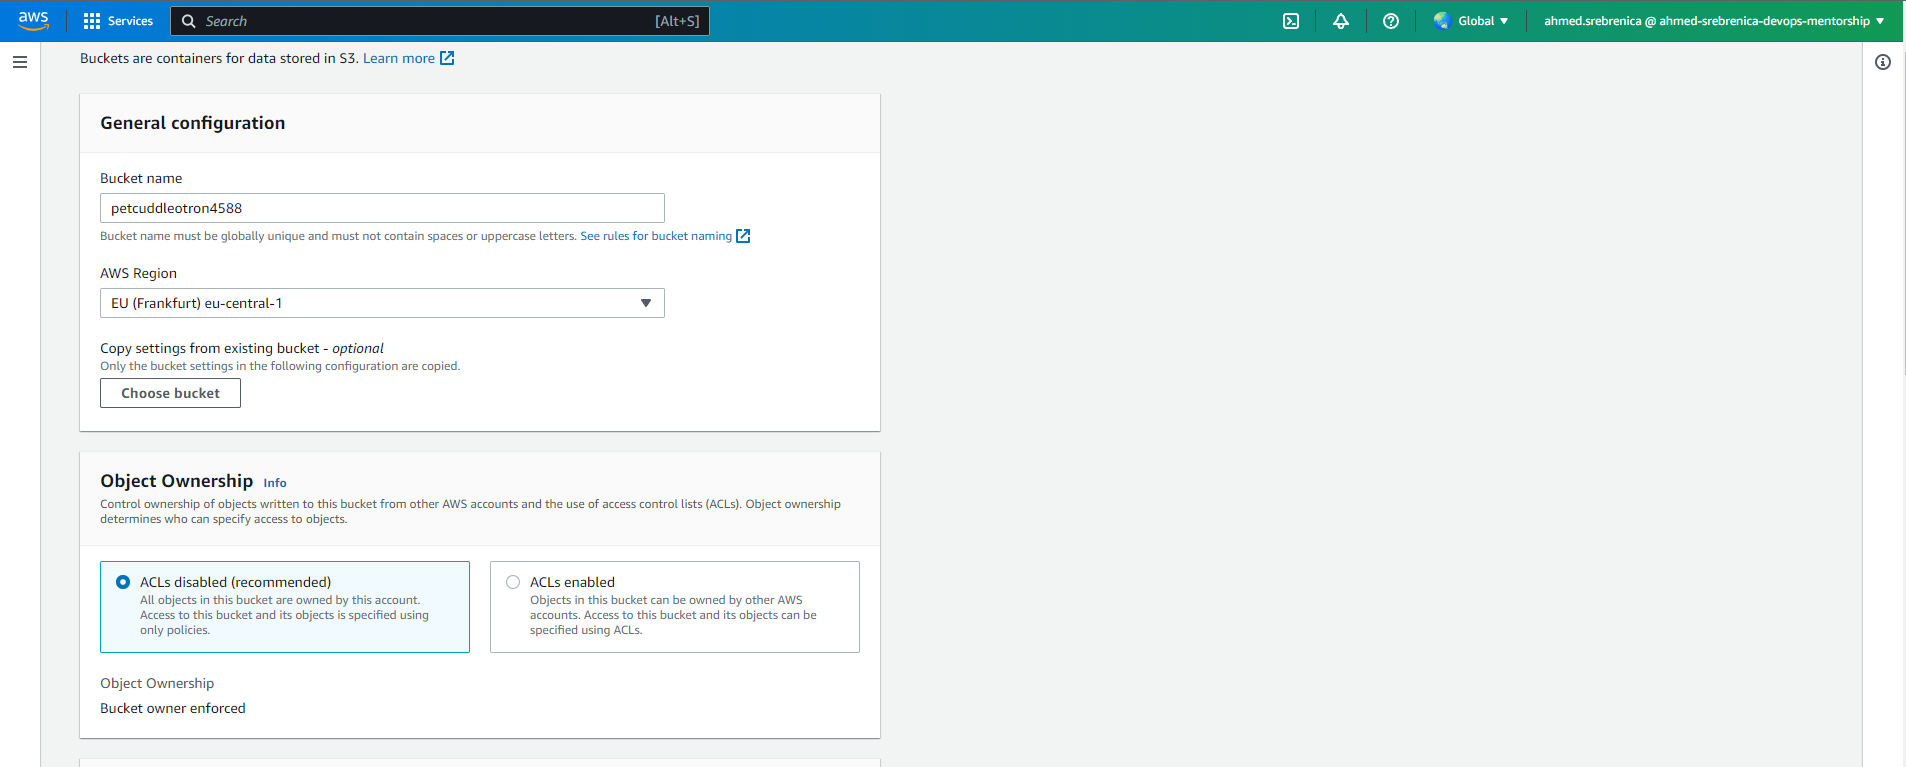 aws
Services
Search
[Alt+S]
Global
ahmed.srebrenica @ ahmed-srebrenica-devops-mentorship
Buckets are containers for data stored in S3. Learn more
General configuration
Bucket name
petcuddleotron4588
Bucket name must be globally unique and must not contain spaces or uppercase letters. See rules for bucket naming
AWS Region
EU (Frankfurt) eu-central-1
Copy settings from existing bucket - optional
Only the bucket settings in the following configuration are copied.
Choose bucket
Object Ownership Info
Control ownership of objects written to this bucket from other AWS accounts and the use of access control lists (ACLs). Object ownership
determines who can specify access to objects.
ACLs disabled (recommended)
All objects in this bucket are owned by this account.
Access to this bucket and its objects is specified using
only policies.
ACLs enabled
Objects in this bucket can be owned by other AWS
accounts. Access to this bucket and its objects can be
specified using ACLs.
Object Ownership
Bucket owner enforced